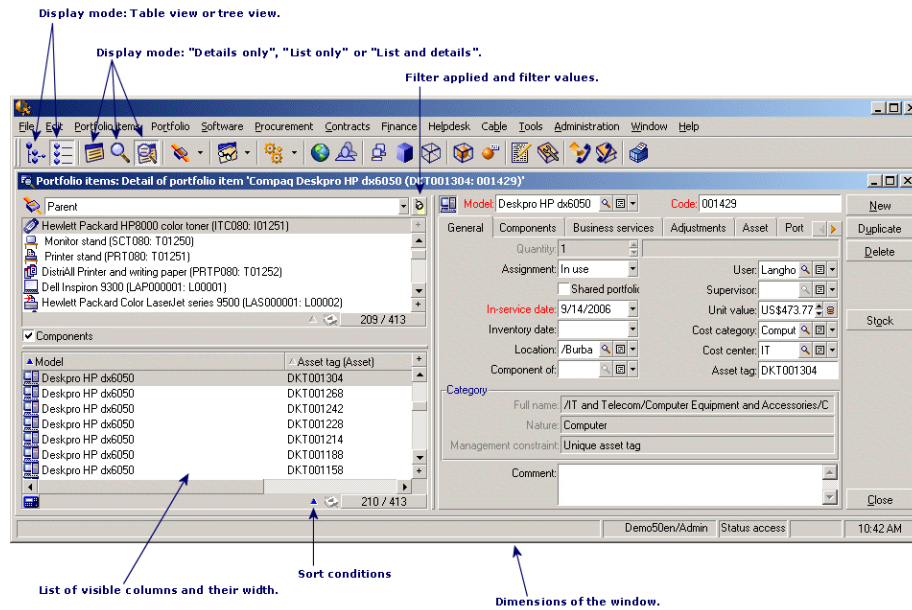 Display mode: Table view or tree view.
Display mode: "Details only", "List only" or "List and details".
Filter applied and filter values.
File Edit Portfolio items Portfolio Software Procurement Contracts Finance Helpdesk Cable Tools Administration Window Help
Portfolio items: Detail of portfolio item 'Compaq Deskpro HP dx6050 (DCT001304: 001429)'
Parent
Hewlett Packard HP8000 color toner (ITC080: I01251)
Monitor stand (SCT080: T01250)
Printer stand (PRT080: T01251)
DistriAll Printer and writing paper (PRTP080: T01252)
Dell Inspiron 9300 (LAP000001: L00001)
Hewlett Packard Color LaserJet series 9500 (LAS000001: L00002)
209 / 413
Components
Model Asset tag (Asset)
Deskpro HP dx6050 DKT001304
Deskpro HP dx6050 DKT001268
Deskpro HP dx6050 DKT001242
Deskpro HP dx6050 DKT001228
Deskpro HP dx6050 DKT001214
Deskpro HP dx6050 DKT001188
Deskpro HP dx6050 DKT001158
210 / 413
Model: Deskpro HP dx6050 Code: 001429
General Components Business services Adjustments Asset Port
Quantity: 1
Assignment: In use User: Langho
Shared portfolio Supervisor:
In-service date: 9/14/2006 Unit value: US$473.77
Inventory date: Cost category: Comput
Location: /Burba Cost center: IT
Component of: Asset tag: DKT001304
Category
Full name: /IT and Telecom/Computer Equipment and Accessories/C
Nature: Computer
Management constraint: Unique asset tag
Comment:
New
Duplicate
Delete
Stock
Close
Demo50en/Admin Status access 10:42 AM
Sort conditions
List of visible columns and their width.
Dimensions of the window.